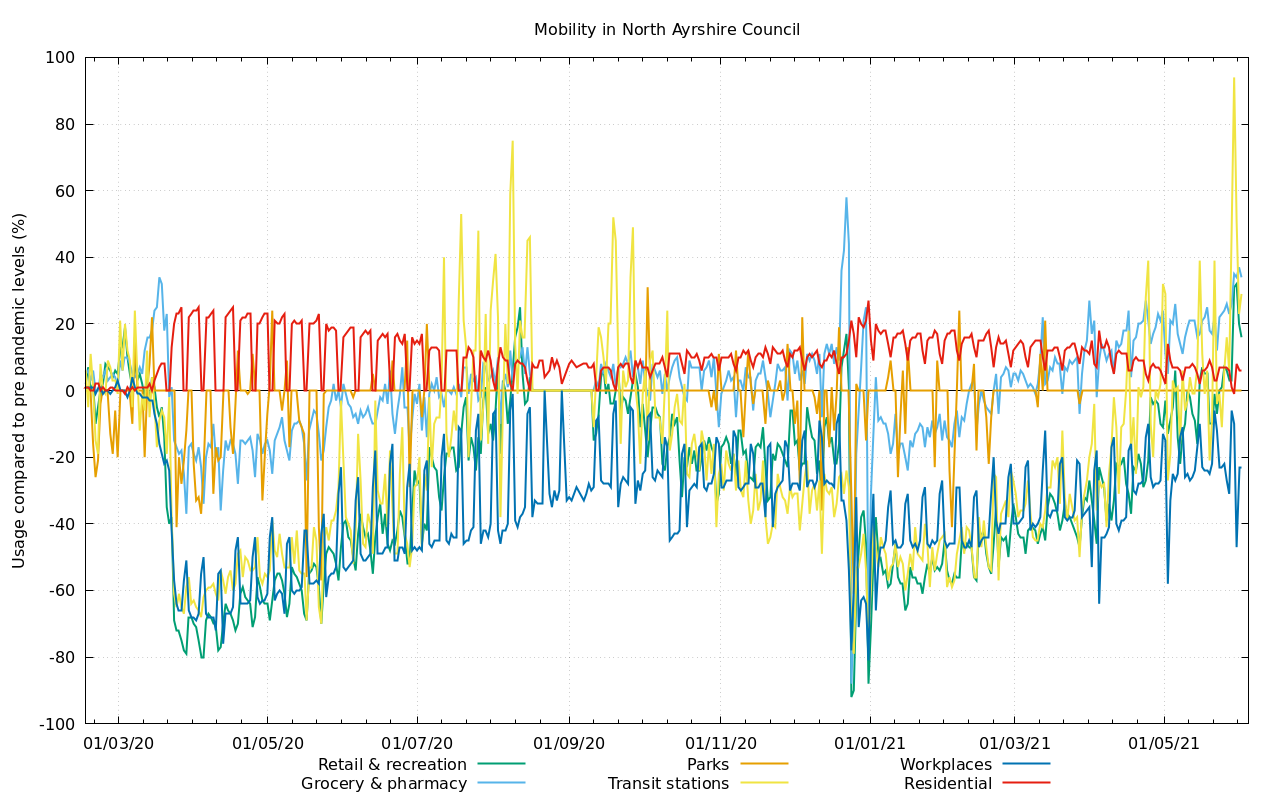 Mobility in North Ayrshire Council
Usage compared to pre pandemic levels (%)
100
80
60
40
20
0
-20
-40
-60
-80
-100
01/03/20 01/05/20 01/07/20 01/09/20 01/11/20 01/01/21 01/03/21 01/05/21
Retail & recreation Parks Workplaces
Grocery & pharmacy Transit stations Residential